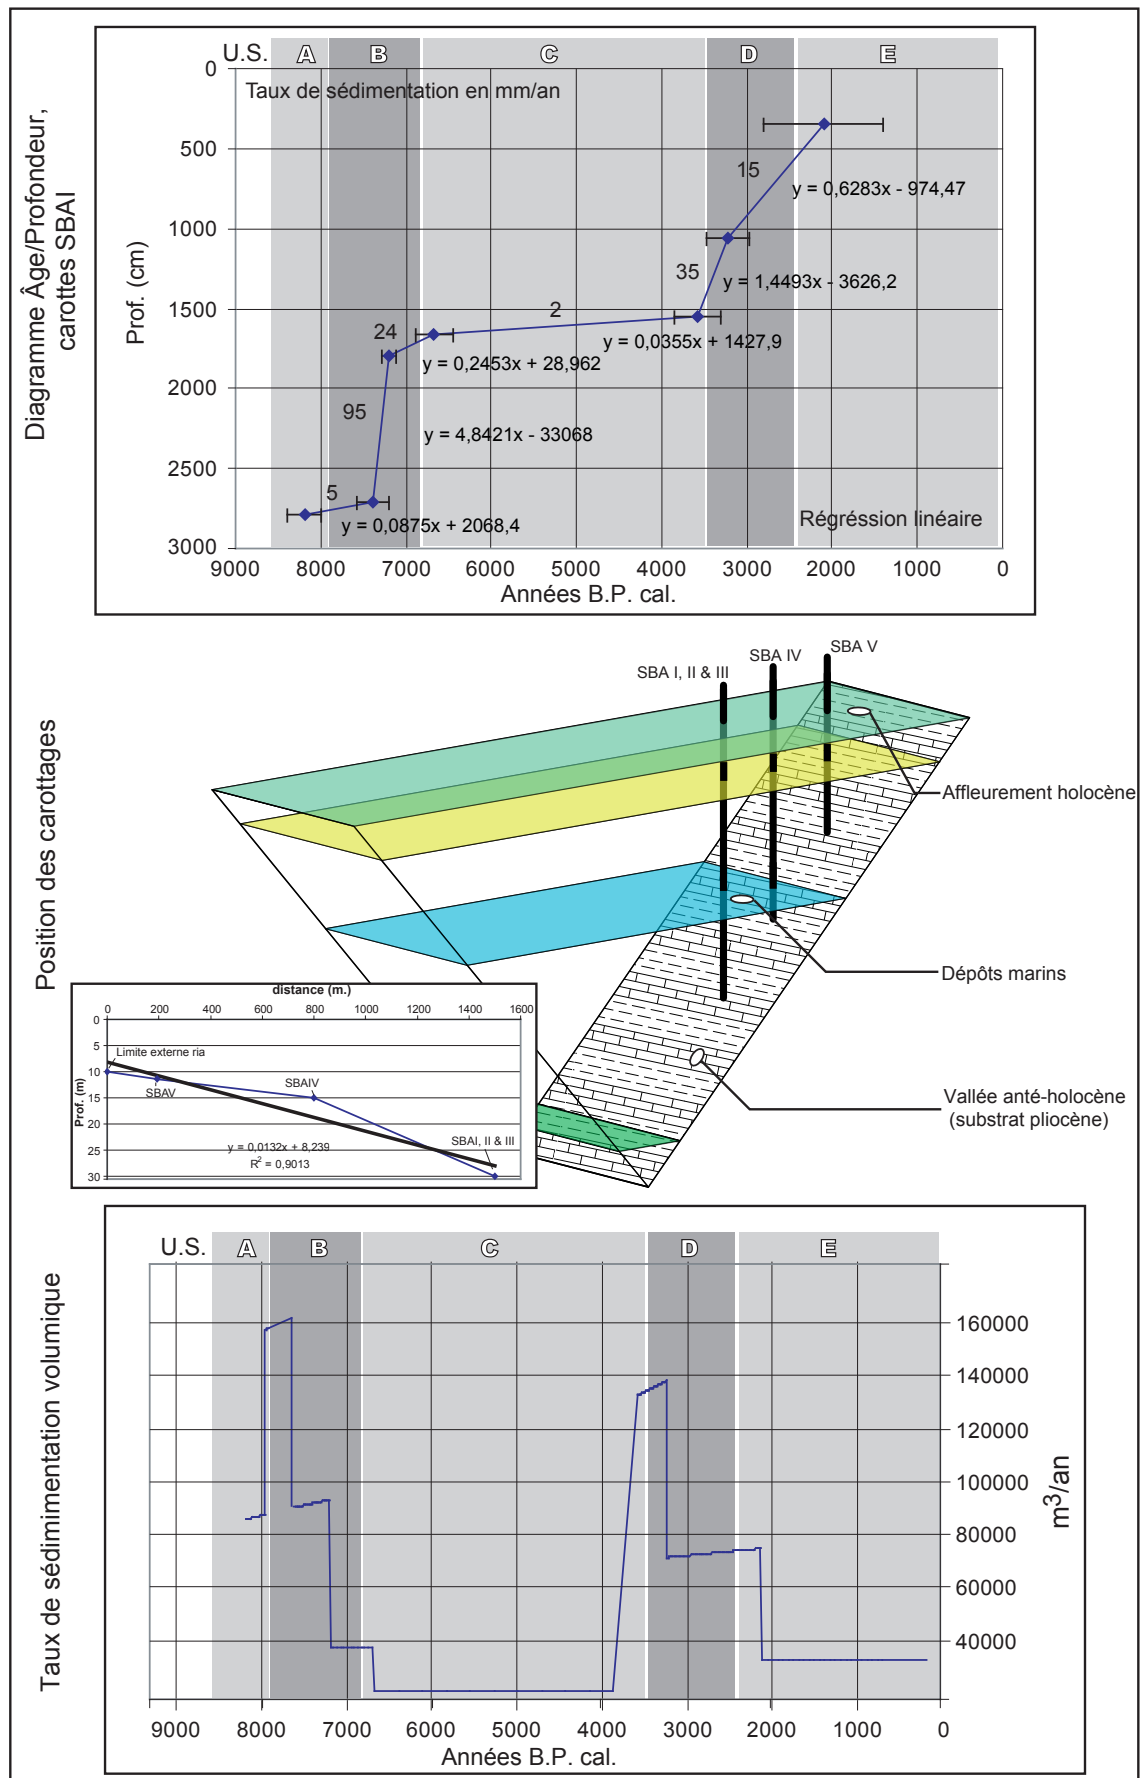 Diagramme Âge/Profondeur,
carottes SBAI
U.S. A B C D E
Taux de sédimentation en mm/an
Prof. (cm)
0
500
1000
1500
2000
2500
3000
15
y = 0,6283x - 974,47
35
y = 1,4493x - 3626,2
2
y = 0,0355x + 1427,9
24
y = 0,2453x + 28,962
95
y = 4,8421x - 33068
5
y = 0,0875x + 2068,4
Régréssion linéaire
9000 8000 7000 6000 5000 4000 3000 2000 1000 0
Années B.P. cal.
Position des carottages
SBA I, II & III
SBA IV
SBA V
Affleurement holocène
Dépôts marins
Vallée anté-holocène
(substrat pliocène)
distance (m.)
0 200 400 600 800 1000 1200 1400 1600
Prof. (m)
0
5
10
15
20
25
30
Limite externe ria
SBAV
SBAIV
SBAI, II & III
y = 0,0132x + 8,239
R2 = 0,9013
Taux de sédimimentation volumique
U.S. A B C D E
160000
140000
120000
100000
80000
60000
40000
m3/an
9000 8000 7000 6000 5000 4000 3000 2000 1000 0
Années B.P. cal.